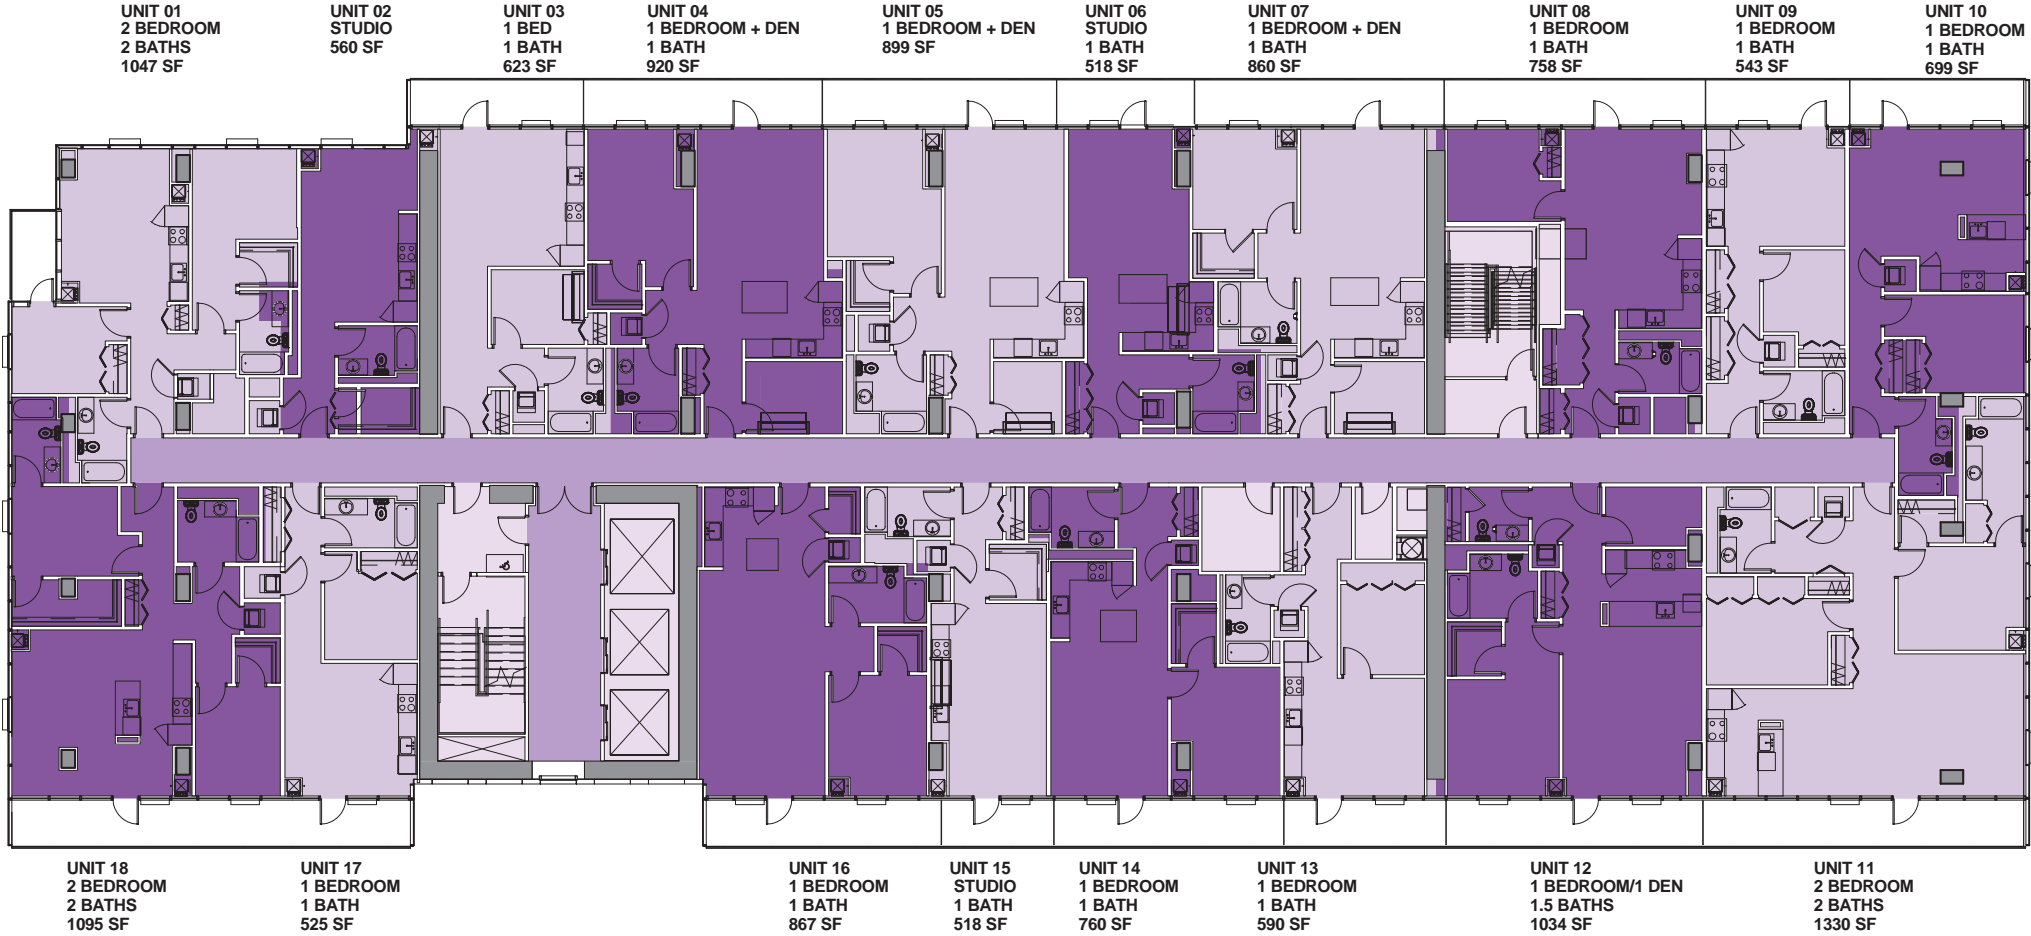 UNIT 01
2 BEDROOM
2 BATHS
1047 SF
UNIT 02
STUDIO
560 SF
UNIT 03
1 BED
1 BATH
623 SF
UNIT 04
1 BEDROOM + DEN
1 BATH
920 SF
UNIT 05
1 BEDROOM + DEN
899 SF
UNIT 06
STUDIO
1 BATH
518 SF
UNIT 07
1 BEDROOM + DEN
1 BATH
860 SF
UNIT 08
1 BEDROOM
1 BATH
758 SF
UNIT 09
1 BEDROOM
1 BATH
543 SF
UNIT 10
1 BEDROOM
1 BATH
699 SF
UNIT 18
2 BEDROOM
2 BATHS
1095 SF
UNIT 17
1 BEDROOM
1 BATH
525 SF
UNIT 16
1 BEDROOM
1 BATH
867 SF
UNIT 15
STUDIO
1 BATH
518 SF
UNIT 14
1 BEDROOM
1 BATH
760 SF
UNIT 13
1 BEDROOM
1 BATH
590 SF
UNIT 12
1 BEDROOM/1 DEN
1.5 BATHS
1034 SF
UNIT 11
2 BEDROOM
2 BATHS
1330 SF